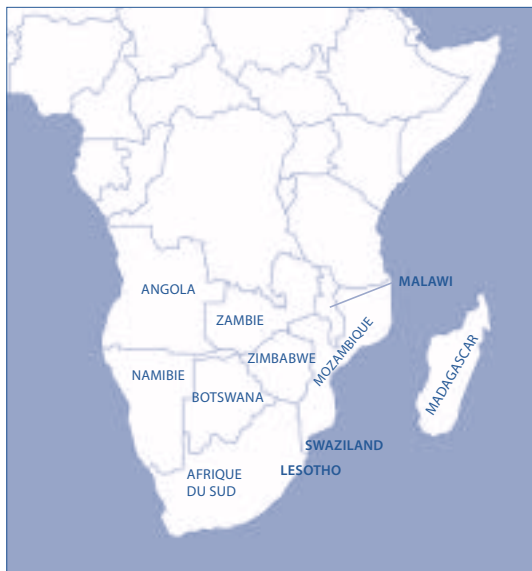 MALAWI
ANGOLA
ZAMBIE
MOZAMBIQUE
MADAGASCAR
ZIMBABWE
NAMIBIE
BOTSWANA
SWAZILAND
LESOTHO
AFRIQUE
DU SUD